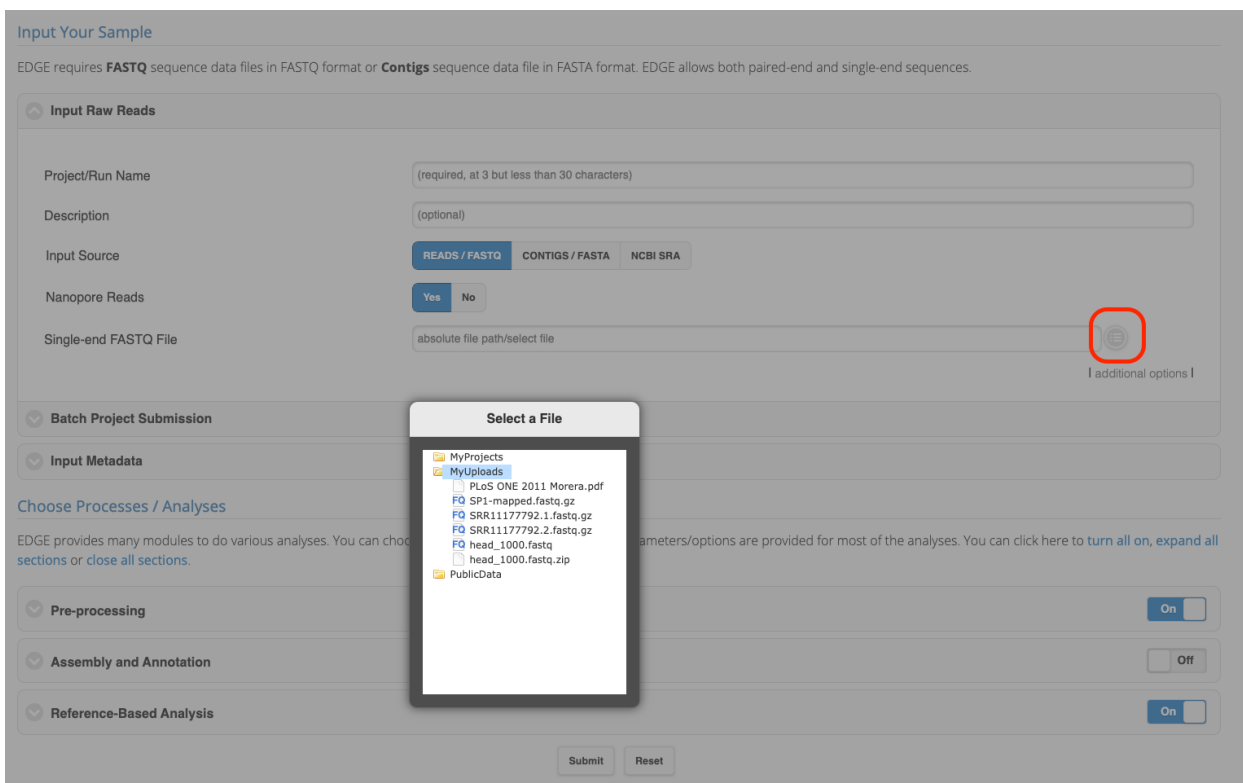 Input Your Sample
EDGE requires FASTQ sequence data files in FASTQ format or Contigs sequence data file in FASTA format. EDGE allows both paired-end and single-end sequences.
Input Raw Reads
Project/Run Name
(required, at 3 but less than 30 characters)
Description
(optional)
Input Source
READS / FASTQ CONTIGS / FASTA NCBI SRA
Nanopore Reads
Yes No
Single-end FASTQ File
absolute file path/select file
| additional options |
Batch Project Submission
Input Metadata
Select a File
MyProjects
MyUploads
PLoS ONE 2011 Morera.pdf
FQ SP1-mapped.fastq.gz
FQ SRR11177792.1.fastq.gz
FQ SRR11177792.2.fastq.gz
FQ head_1000.fastq
head_1000.fastq.zip
PublicData
Choose Processes / Analyses
EDGE provides many modules to do various analyses. You can ameters/options are provided for most of the analyses. You can click here to turn all on, expand all
sections or close all sections.
Pre-processing
On
Assembly and Annotation
Off
Reference-Based Analysis
On
Submit Reset